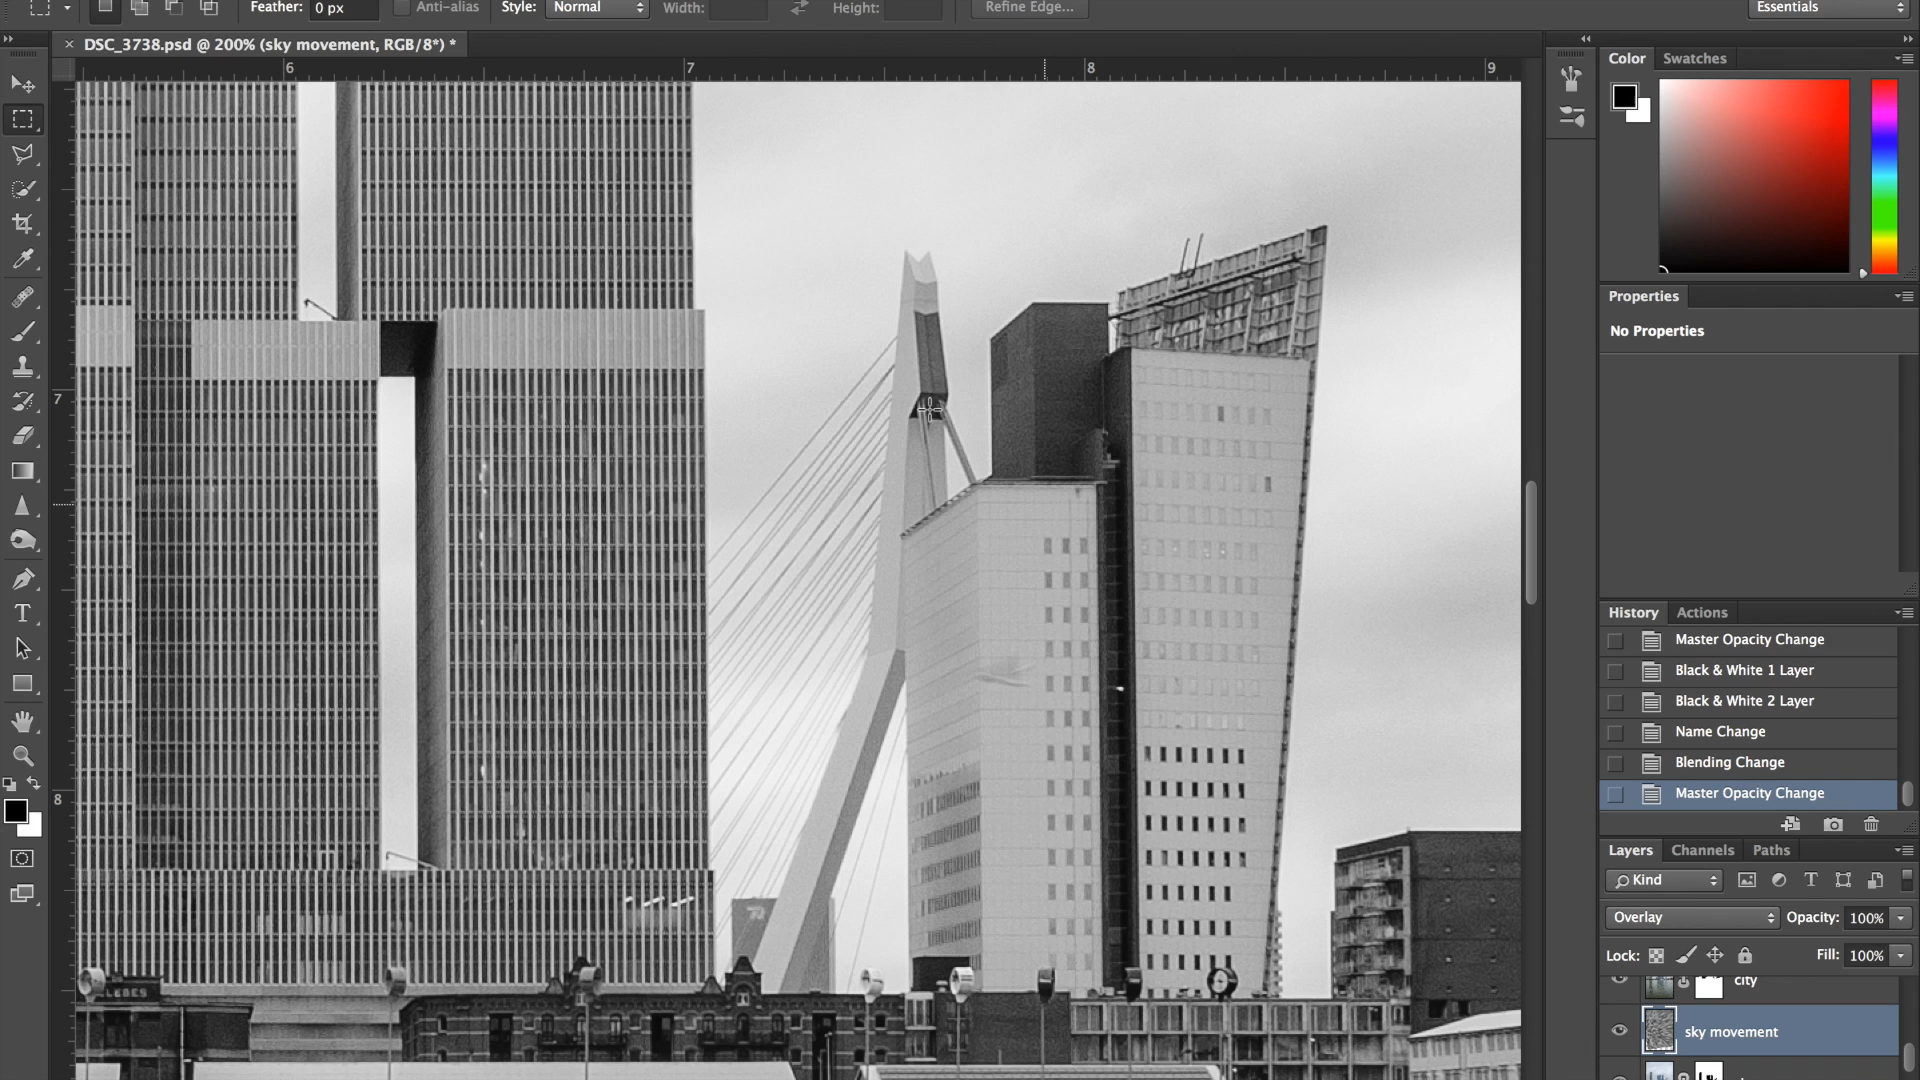 Feather: 0 px Anti-alias Style: Normal Width: Height: Refine Edge... Essentials
DSC_3738.psd @ 200% (sky movement, RGB/8*) *
6 7 8 9
7
8
Color Swatches
Properties
No Properties
History Actions
Master Opacity Change
Black & White 1 Layer
Black & White 2 Layer
Name Change
Blending Change
Master Opacity Change
Layers Channels Paths
Kind
Overlay Opacity: 100%
Lock: Fill: 100%
city
sky movement